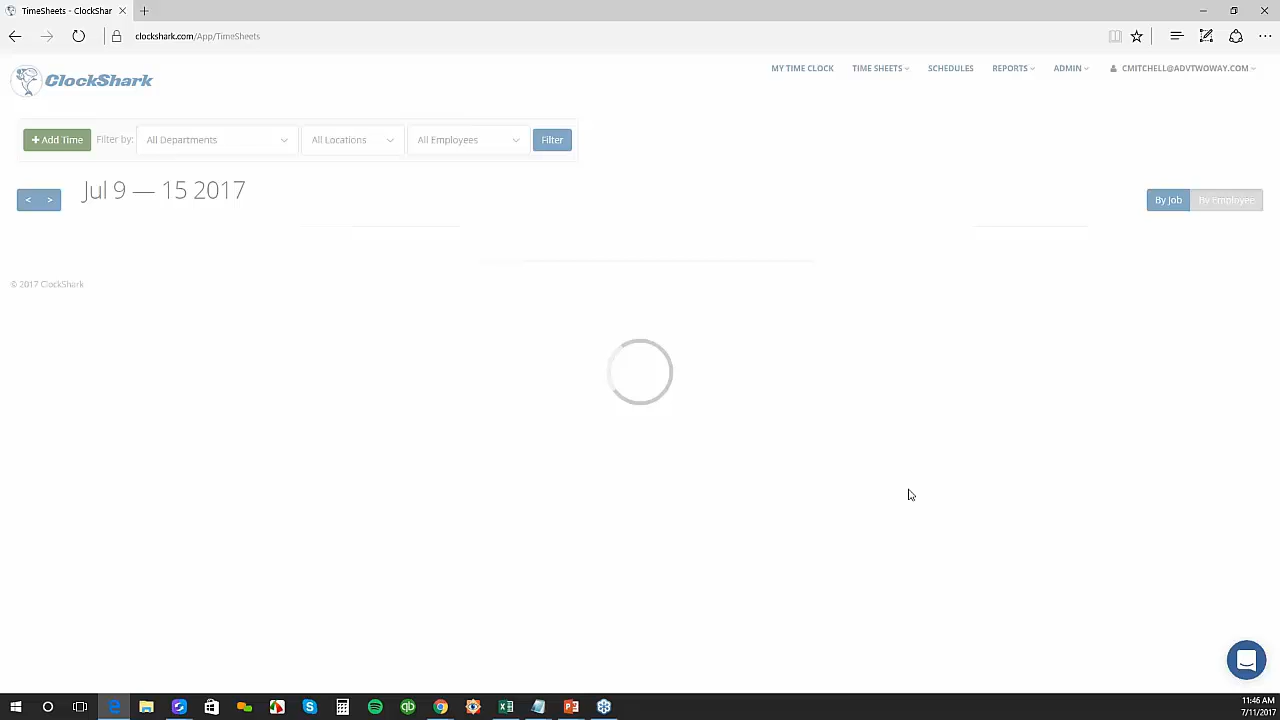 TimeSheets - ClockShar
clockshark.com/App/TimeSheets
ClockShark
MY TIME CLOCK TIME SHEETS SCHEDULES REPORTS ADMIN CMITCHELL@ADVTWOWAY.COM
+ Add Time Filter by: All Departments All Locations All Employees Filter
< > Jul 9 — 15 2017 By Job By Employee
© 2017 ClockShark
11:46 AM
7/11/2017